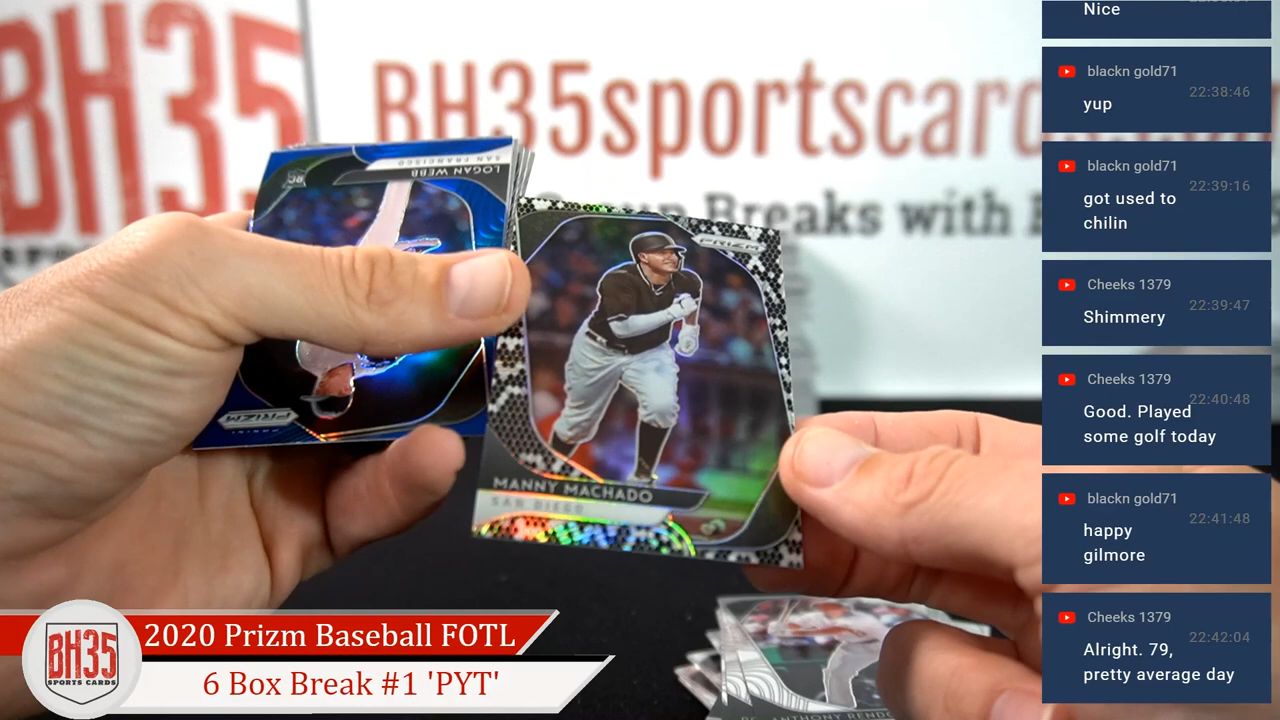 BH35
BH35sportscard
up Breaks with
LOGAN WEBB
SAN FRANCISCO
RC
PRIZM
PANINI
PRIZM
MANNY MACHADO
SAN DIEGO
ANTHONY RENDO
BH35
SPORTS CARDS
2020 Prizm Baseball FOTL
6 Box Break #1 'PYT'
Nice
blackn gold71
22:38:46
yup
blackn gold71
22:39:16
got used to
chilin
Cheeks 1379
22:39:47
Shimmery
Cheeks 1379
22:40:48
Good. Played
some golf today
blackn gold71
22:41:48
happy
gilmore
Cheeks 1379
22:42:04
Alright. 79,
pretty average day